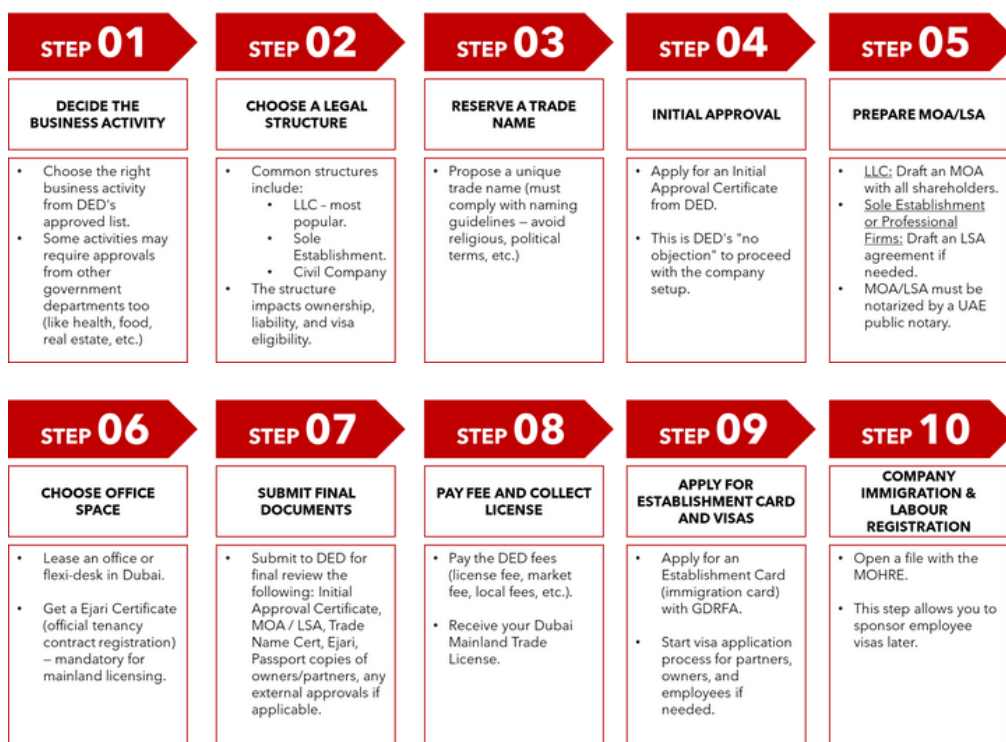 STEP 01
DECIDE THE
BUSINESS ACTIVITY
• Choose the right
business activity
from DED's
approved list.
• Some activities may
require approvals
from other
government
departments too
(like health, food,
real estate, etc.)
STEP 02
CHOOSE A LEGAL
STRUCTURE
• Common structures
include:
• LLC - most
popular.
• Sole
Establishment.
• Civil Company
• The structure
impacts ownership,
liability, and visa
eligibility.
STEP 03
RESERVE A TRADE
NAME
• Propose a unique
trade name (must
comply with naming
guidelines – avoid
religious, political
terms, etc.)
STEP 04
INITIAL APPROVAL
• Apply for an Initial
Approval Certificate
from DED.
• This is DED's "no
objection" to proceed
with the company
setup.
STEP 05
PREPARE MOA/LSA
• LLC: Draft an MOA
with all shareholders.
• Sole Establishment
or Professional
Firms: Draft an LSA
agreement if
needed.
• MOA/LSA must be
notarized by a UAE
public notary.
STEP 06
CHOOSE OFFICE
SPACE
• Lease an office or
flexi-desk in Dubai.
• Get a Ejari Certificate
(official tenancy
contract registration)
– mandatory for
mainland licensing.
STEP 07
SUBMIT FINAL
DOCUMENTS
• Submit to DED for
final review the
following: Initial
Approval Certificate,
MOA / LSA, Trade
Name Cert, Ejari,
Passport copies of
owners/partners, any
external approvals if
applicable.
STEP 08
PAY FEE AND COLLECT
LICENSE
• Pay the DED fees
(license fee, market
fee, local fees, etc.).
• Receive your Dubai
Mainland Trade
License.
STEP 09
APPLY FOR
ESTABLISHMENT CARD
AND VISAS
• Apply for an
Establishment Card
(immigration card)
with GDRFA.
• Start visa application
process for partners,
owners, and
employees if
needed.
STEP 10
COMPANY
IMMIGRATION &
LABOUR
REGISTRATION
• Open a file with the
MOHRE.
• This step allows you to
sponsor employee
visas later.